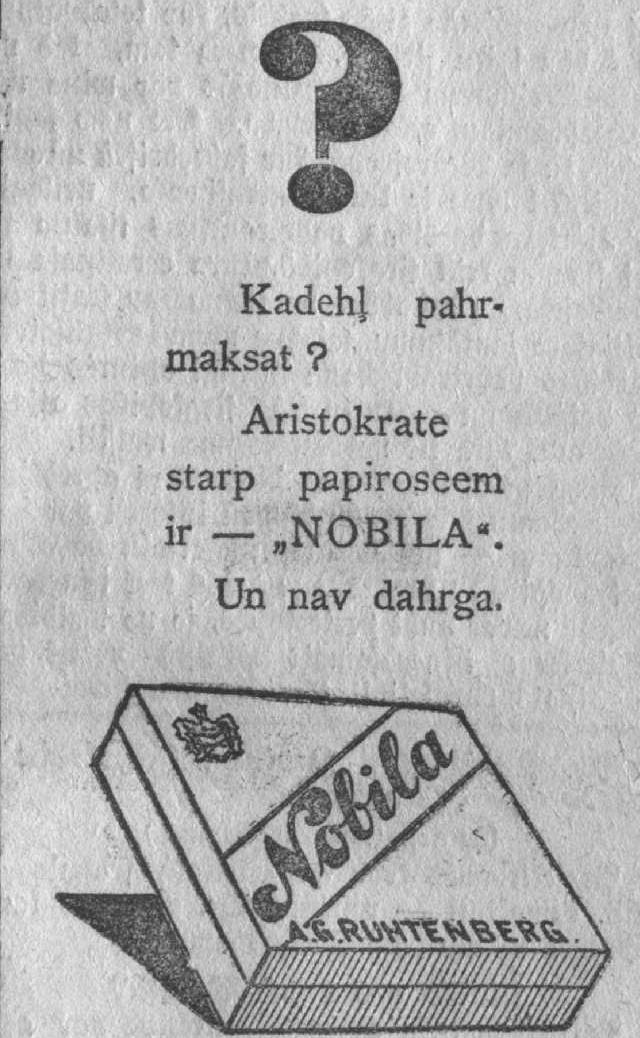 ?
Kadehļ pahr-
maksat ?
Aristokrate
starp papiroseem
ir — „NOBILA“.
Un nav dahrga.
Nobila
A.G.RUHTENBERG.